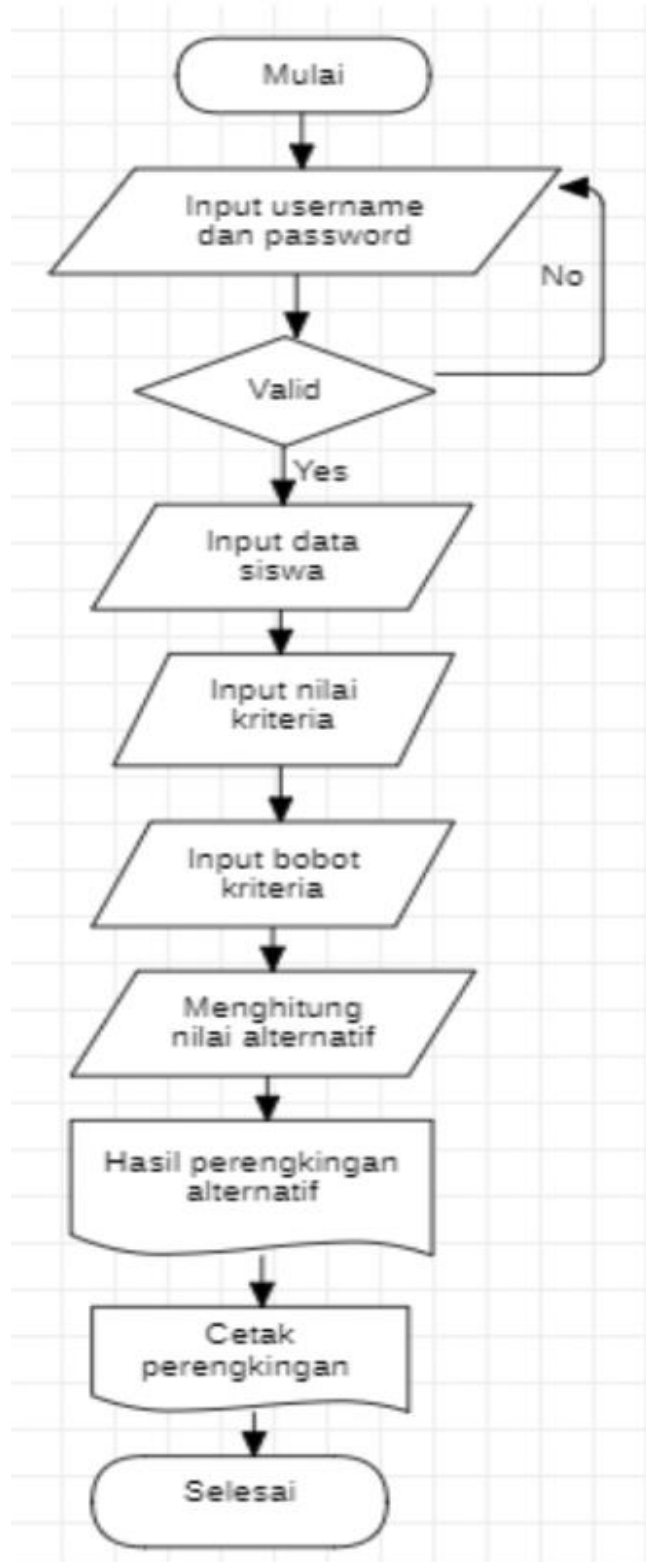 Mulai
Input username
dan password
No
Valid
Yes
Input data
siswa
Input nilai
kriteria
Input bobot
kriteria
Menghitung
nilai alternatif
Hasil perengkingan
alternatif
Cetak
perengkingan
Selesai